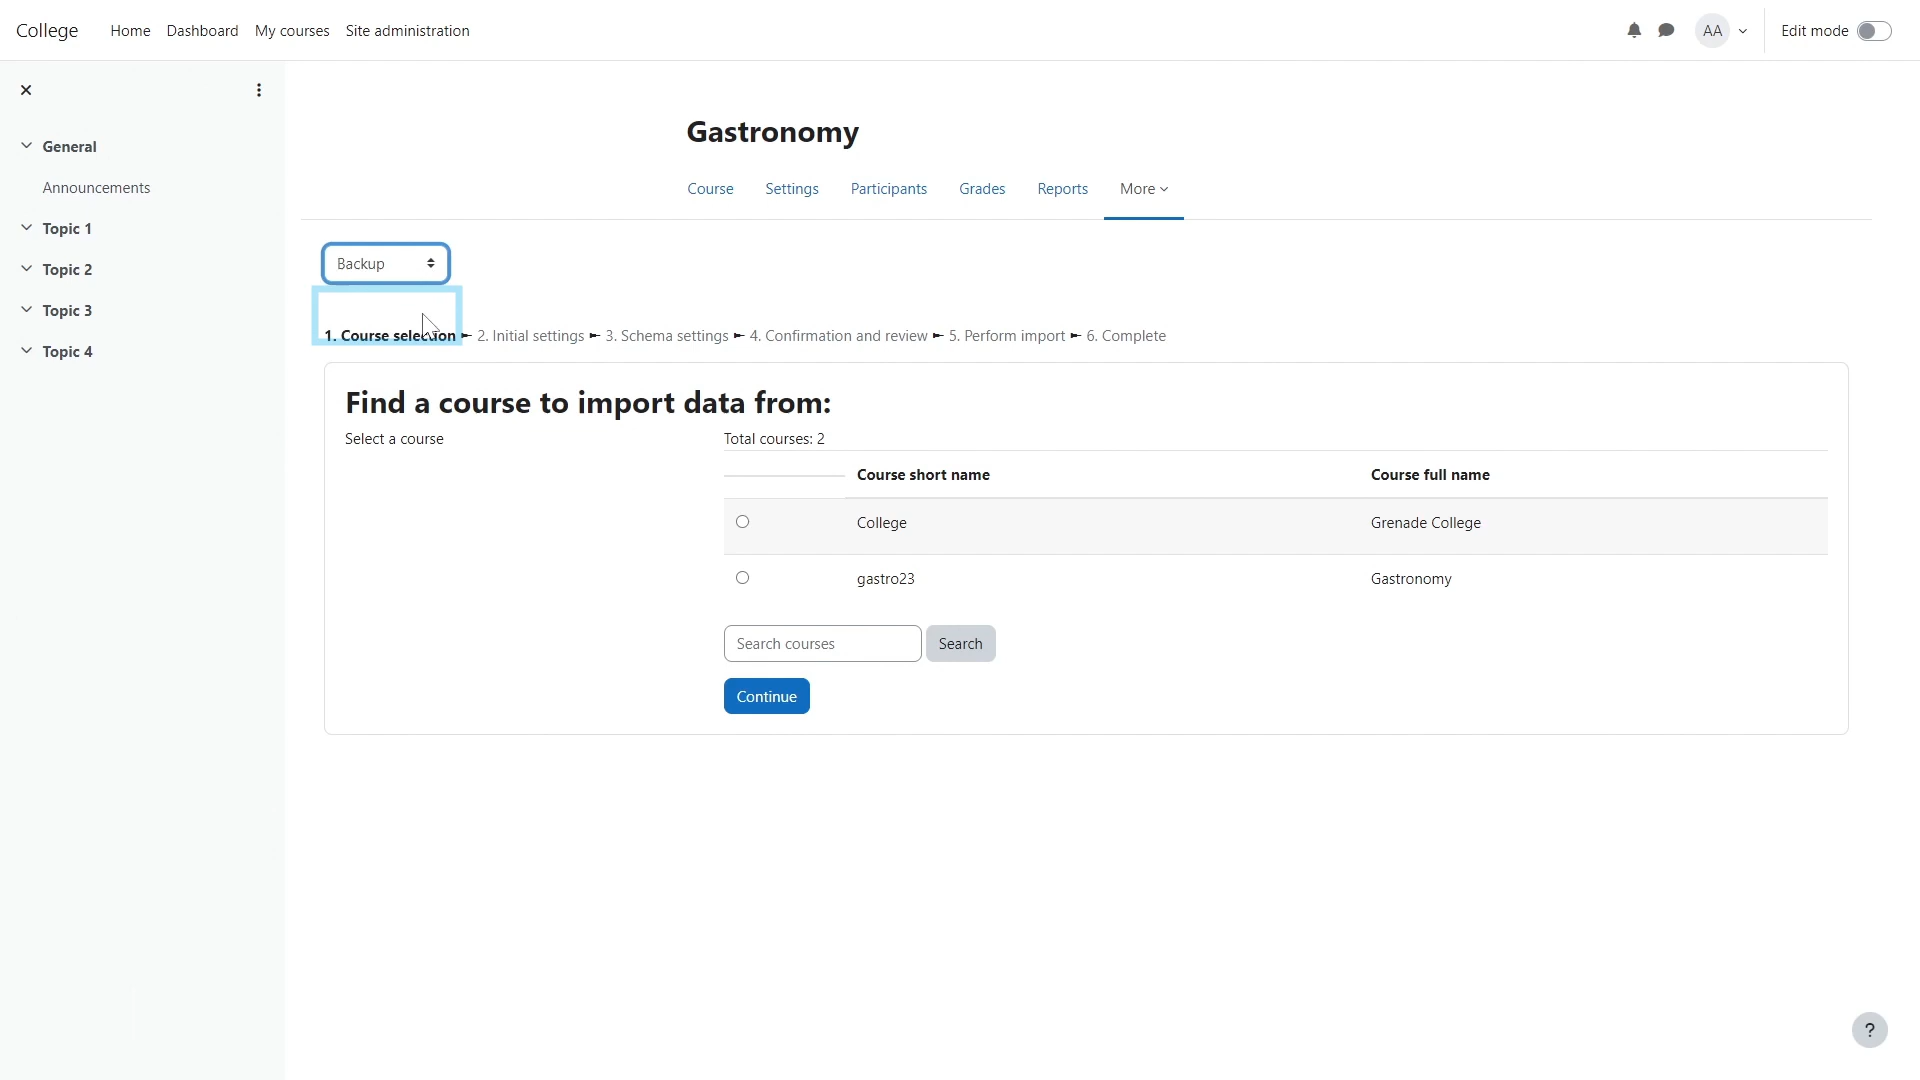 College Home Dashboard My courses Site administration AA Edit mode
General
Announcements
Topic 1
Topic 2
Topic 3
Topic 4
Gastronomy
Course Settings Participants Grades Reports More
Backup
1. Course selection ► 2. Initial settings ► 3. Schema settings ► 4. Confirmation and review ► 5. Perform import ► 6. Complete
Find a course to import data from:
Select a course
Total courses: 2
Course short name Course full name
College Grenade College
gastro23 Gastronomy
Search courses Search
Continue
?